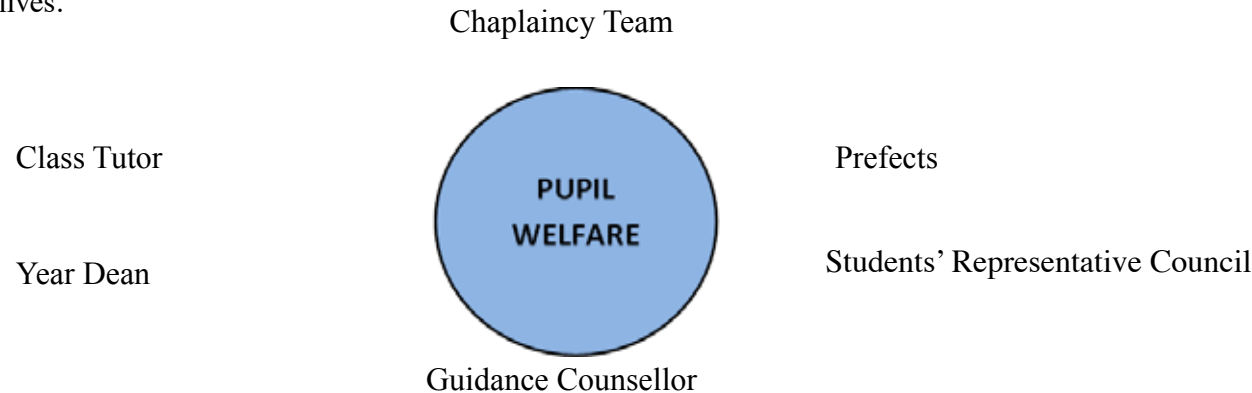 lives.
Chaplaincy Team
Class Tutor
Prefects
PUPIL
WELFARE
Year Dean
Students' Representative Council
Guidance Counsellor